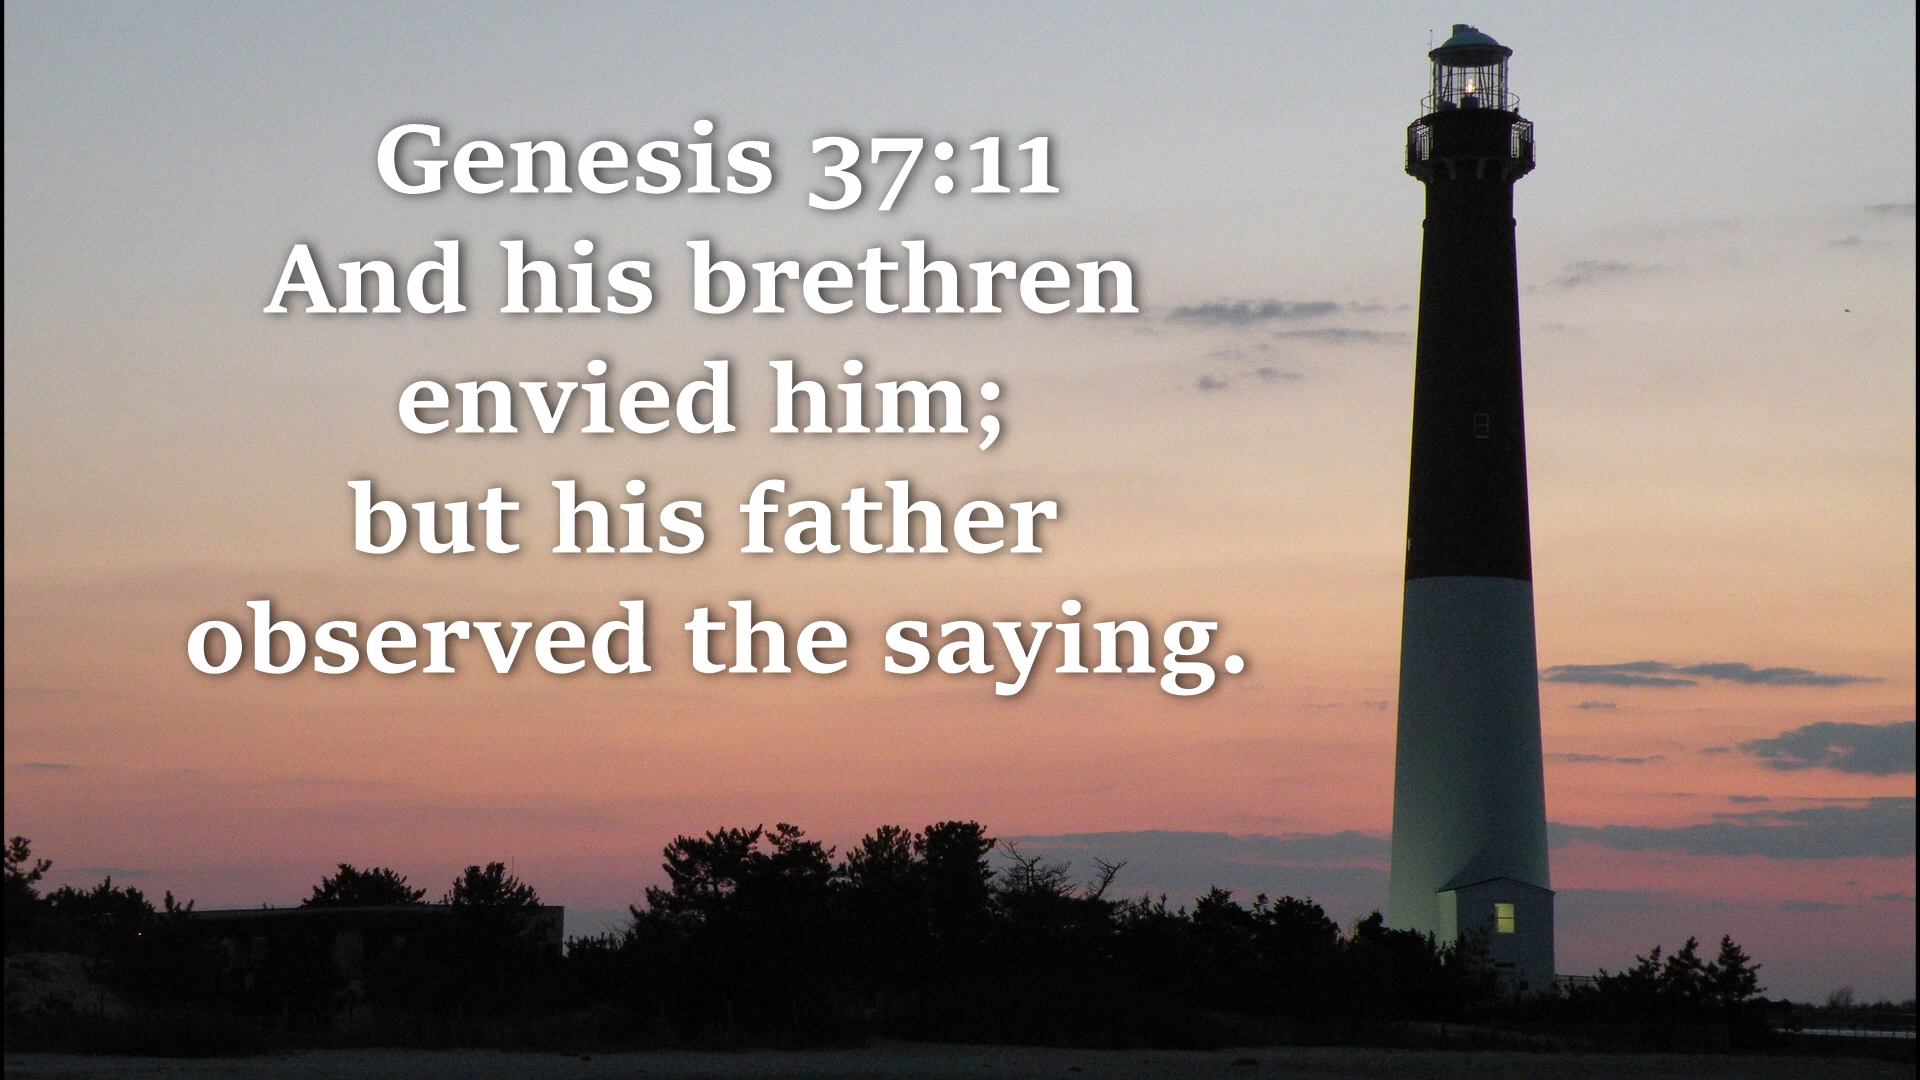 Genesis 37:11
And his brethren
envied him;
but his father
observed the saying.